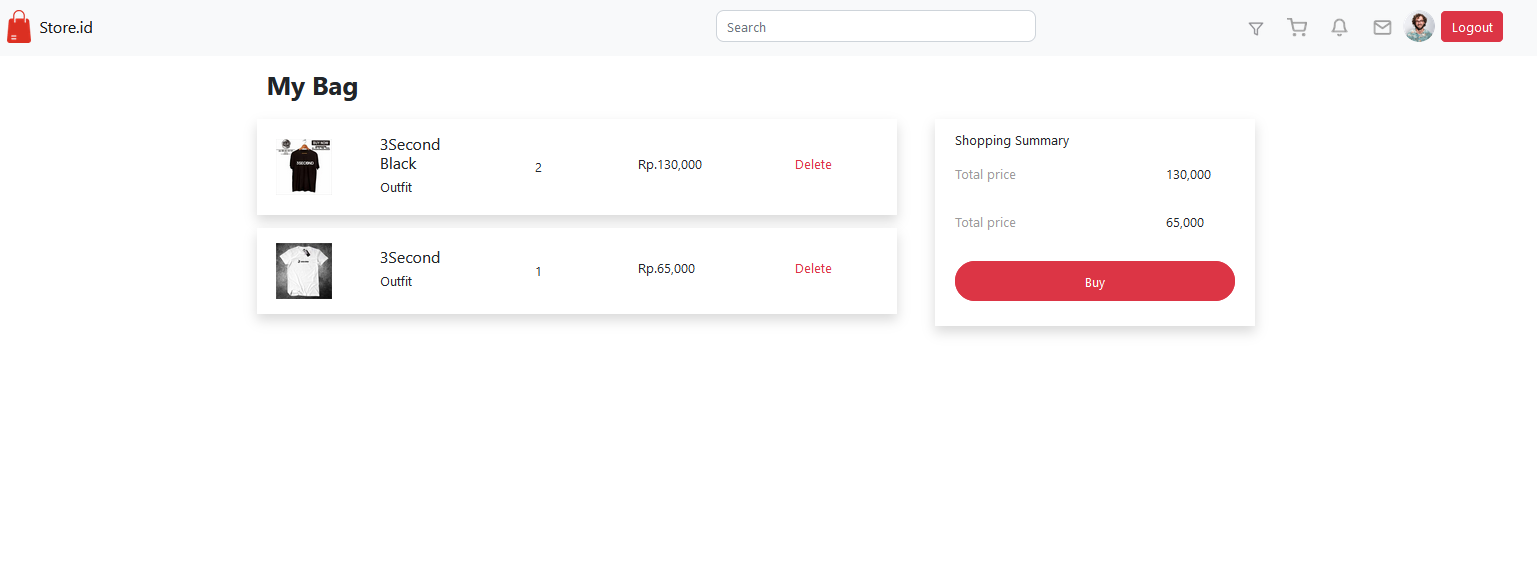 Store.id
Search
Logout
My Bag
3Second
Black
Outfit
2
Rp.130,000
Delete
3Second
Outfit
1
Rp.65,000
Delete
Shopping Summary
Total price 130,000
Total price 65,000
Buy